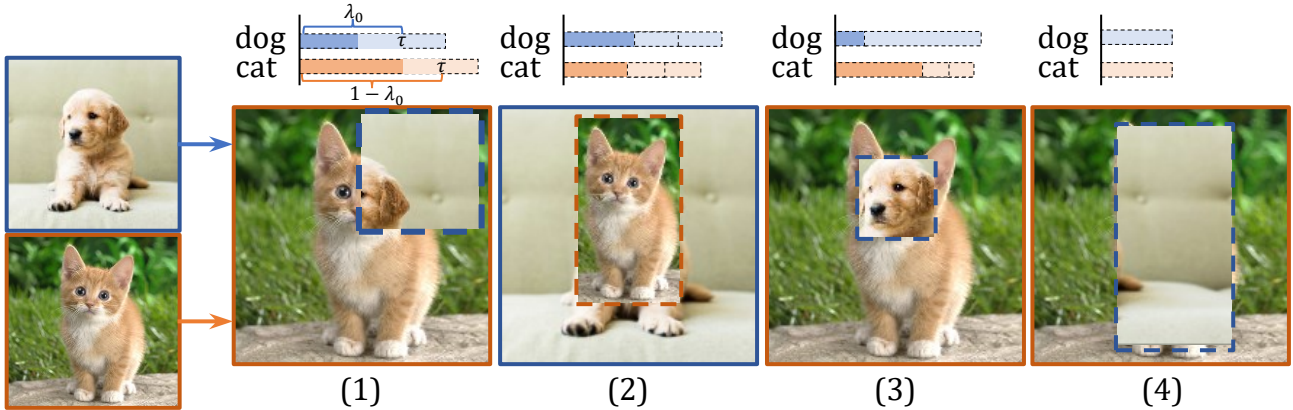 λ₀
dog τ
cat τ
1 − λ₀
dog
cat
dog
cat
dog
cat
(1)
(2)
(3)
(4)